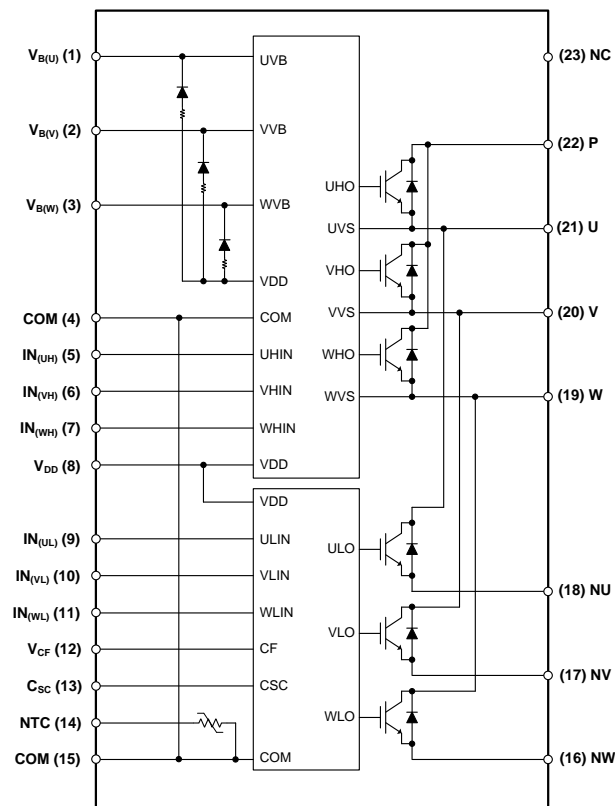 V_B(U) (1)
V_B(V) (2)
V_B(W) (3)
COM (4)
IN_(UH) (5)
IN_(VH) (6)
IN_(WH) (7)
V_DD (8)
IN_(UL) (9)
IN_(VL) (10)
IN_(WL) (11)
V_CF (12)
C_SC (13)
NTC (14)
COM (15)
UVB
VVB
WVB
VDD
COM
UHIN
VHIN
WHIN
VDD
UHO
UVS
VHO
VVS
WHO
WVS
VDD
ULIN
VLIN
WLIN
CF
CSC
COM
ULO
VLO
WLO
(23) NC
(22) P
(21) U
(20) V
(19) W
(18) NU
(17) NV
(16) NW